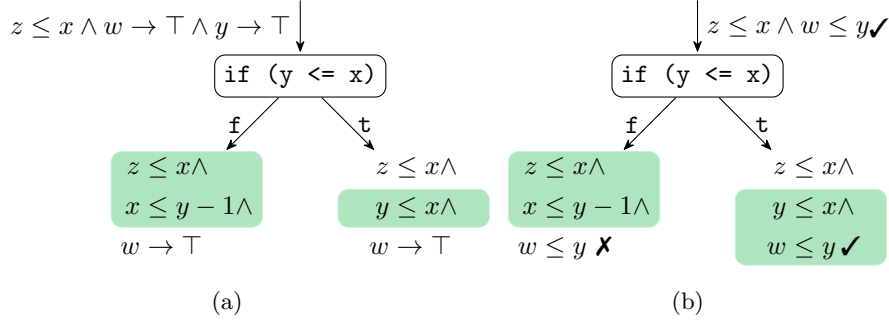 z ≤ x ∧ w → ⊤ ∧ y → ⊤
if (y <= x)
f
t
z ≤ x∧
x ≤ y − 1∧
w → ⊤
z ≤ x∧
y ≤ x∧
w → ⊤
(a)
z ≤ x ∧ w ≤ y✓
if (y <= x)
f
t
z ≤ x∧
x ≤ y − 1∧
w ≤ y ✗
z ≤ x∧
y ≤ x∧
w ≤ y ✓
(b)